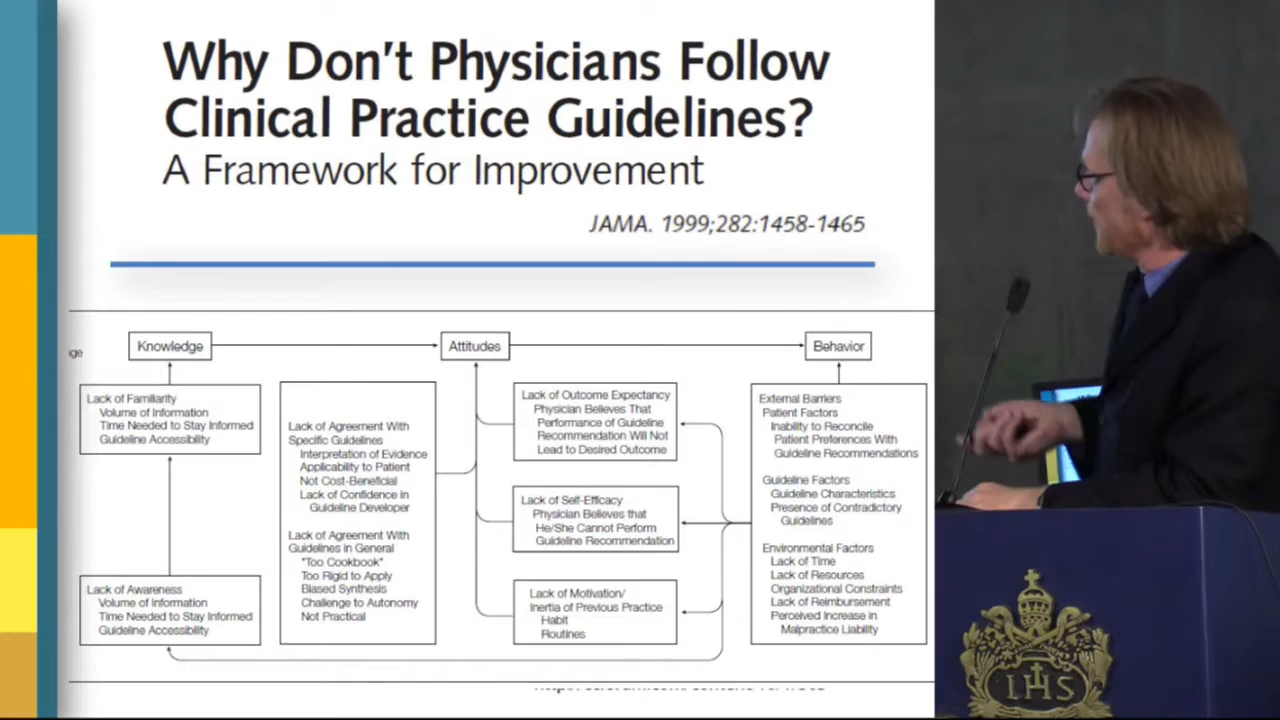 Why Don't Physicians Follow
Clinical Practice Guidelines?
A Framework for Improvement
JAMA. 1999;282:1458-1465
Knowledge
Attitudes
Behavior
Lack of Familiarity
Volume of Information
Time Needed to Stay Informed
Guideline Accessibility
Lack of Awareness
Volume of Information
Time Needed to Stay Informed
Guideline Accessibility
Lack of Agreement With
Specific Guidelines
Interpretation of Evidence
Applicability to Patient
Not Cost-Beneficial
Lack of Confidence in
Guideline Developer
Lack of Agreement With
Guidelines in General
"Too Cookbook"
Too Rigid to Apply
Biased Synthesis
Challenge to Autonomy
Not Practical
Lack of Outcome Expectancy
Physician Believes That
Performance of Guideline
Recommendation Will Not
Lead to Desired Outcome
Lack of Self-Efficacy
Physician Believes that
He/She Cannot Perform
Guideline Recommendation
Lack of Motivation/
Inertia of Previous Practice
Habit
Routines
External Barriers
Patient Factors
Inability to Reconcile
Patient Preferences With
Guideline Recommendations
Guideline Factors
Guideline Characteristics
Presence of Contradictory
Guidelines
Environmental Factors
Lack of Time
Lack of Resources
Organizational Constraints
Lack of Reimbursement
Perceived Increase in
Malpractice Liability
IHS